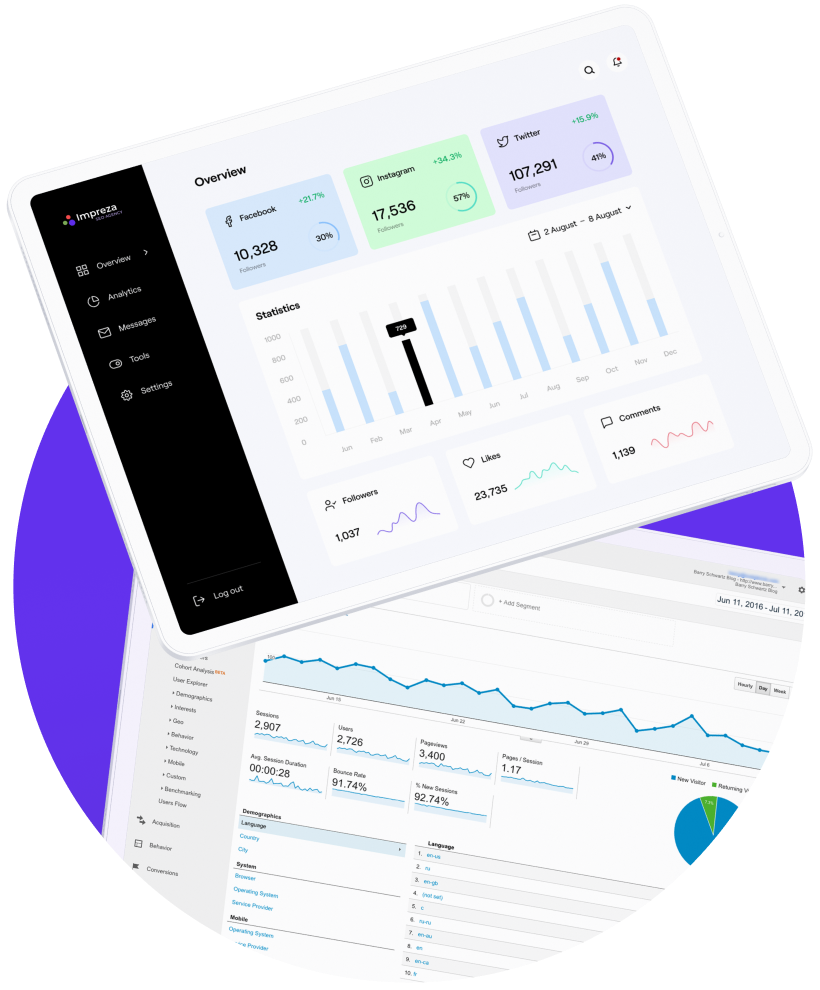 Impreza
SEO AGENCY
Overview
Analytics
Messages
Tools
Settings
Log out
Overview
Facebook
+21.7%
10,328
Followers
30%
Instagram
+34,3%
17,536
Followers
57%
Twitter
+15.9%
107,291
Followers
41%
2 August – 8 August
Statistics
1000
800
600
400
200
0
729
Jun
Feb
Mar
Apr
May
Jun
Jul
Aug
Sep
Oct
Nov
Dec
Followers
1,037
Likes
23,735
Comments
1,139
Barry Schwartz Blog - http://www.barry...
Barry Schwartz Blog
Jun 11, 2016 - Jul 11, 20
+ Add Segment
Hourly
Day
Week
Cohort Analysis BETA
User Explorer
Demographics
Interests
Geo
Behavior
Technology
Mobile
Custom
Benchmarking
Users Flow
Acquisition
Behavior
Conversions
Jun 15
Jun 22
Jun 29
Jul 6
Sessions
2,907
Users
2,726
Pageviews
3,400
Pages / Session
1.17
Avg. Session Duration
00:00:28
Bounce Rate
91.74%
% New Sessions
92.74%
New Visitor
Returning V
Demographics
Language
Country
City
System
Browser
Operating System
Service Provider
Mobile
Operating System
Provider
Language
1. en-us
2. ru
3. en-gb
4. (not set)
5. c
6. ru-ru
7. en-au
8. en
9. en-ca
10. fr